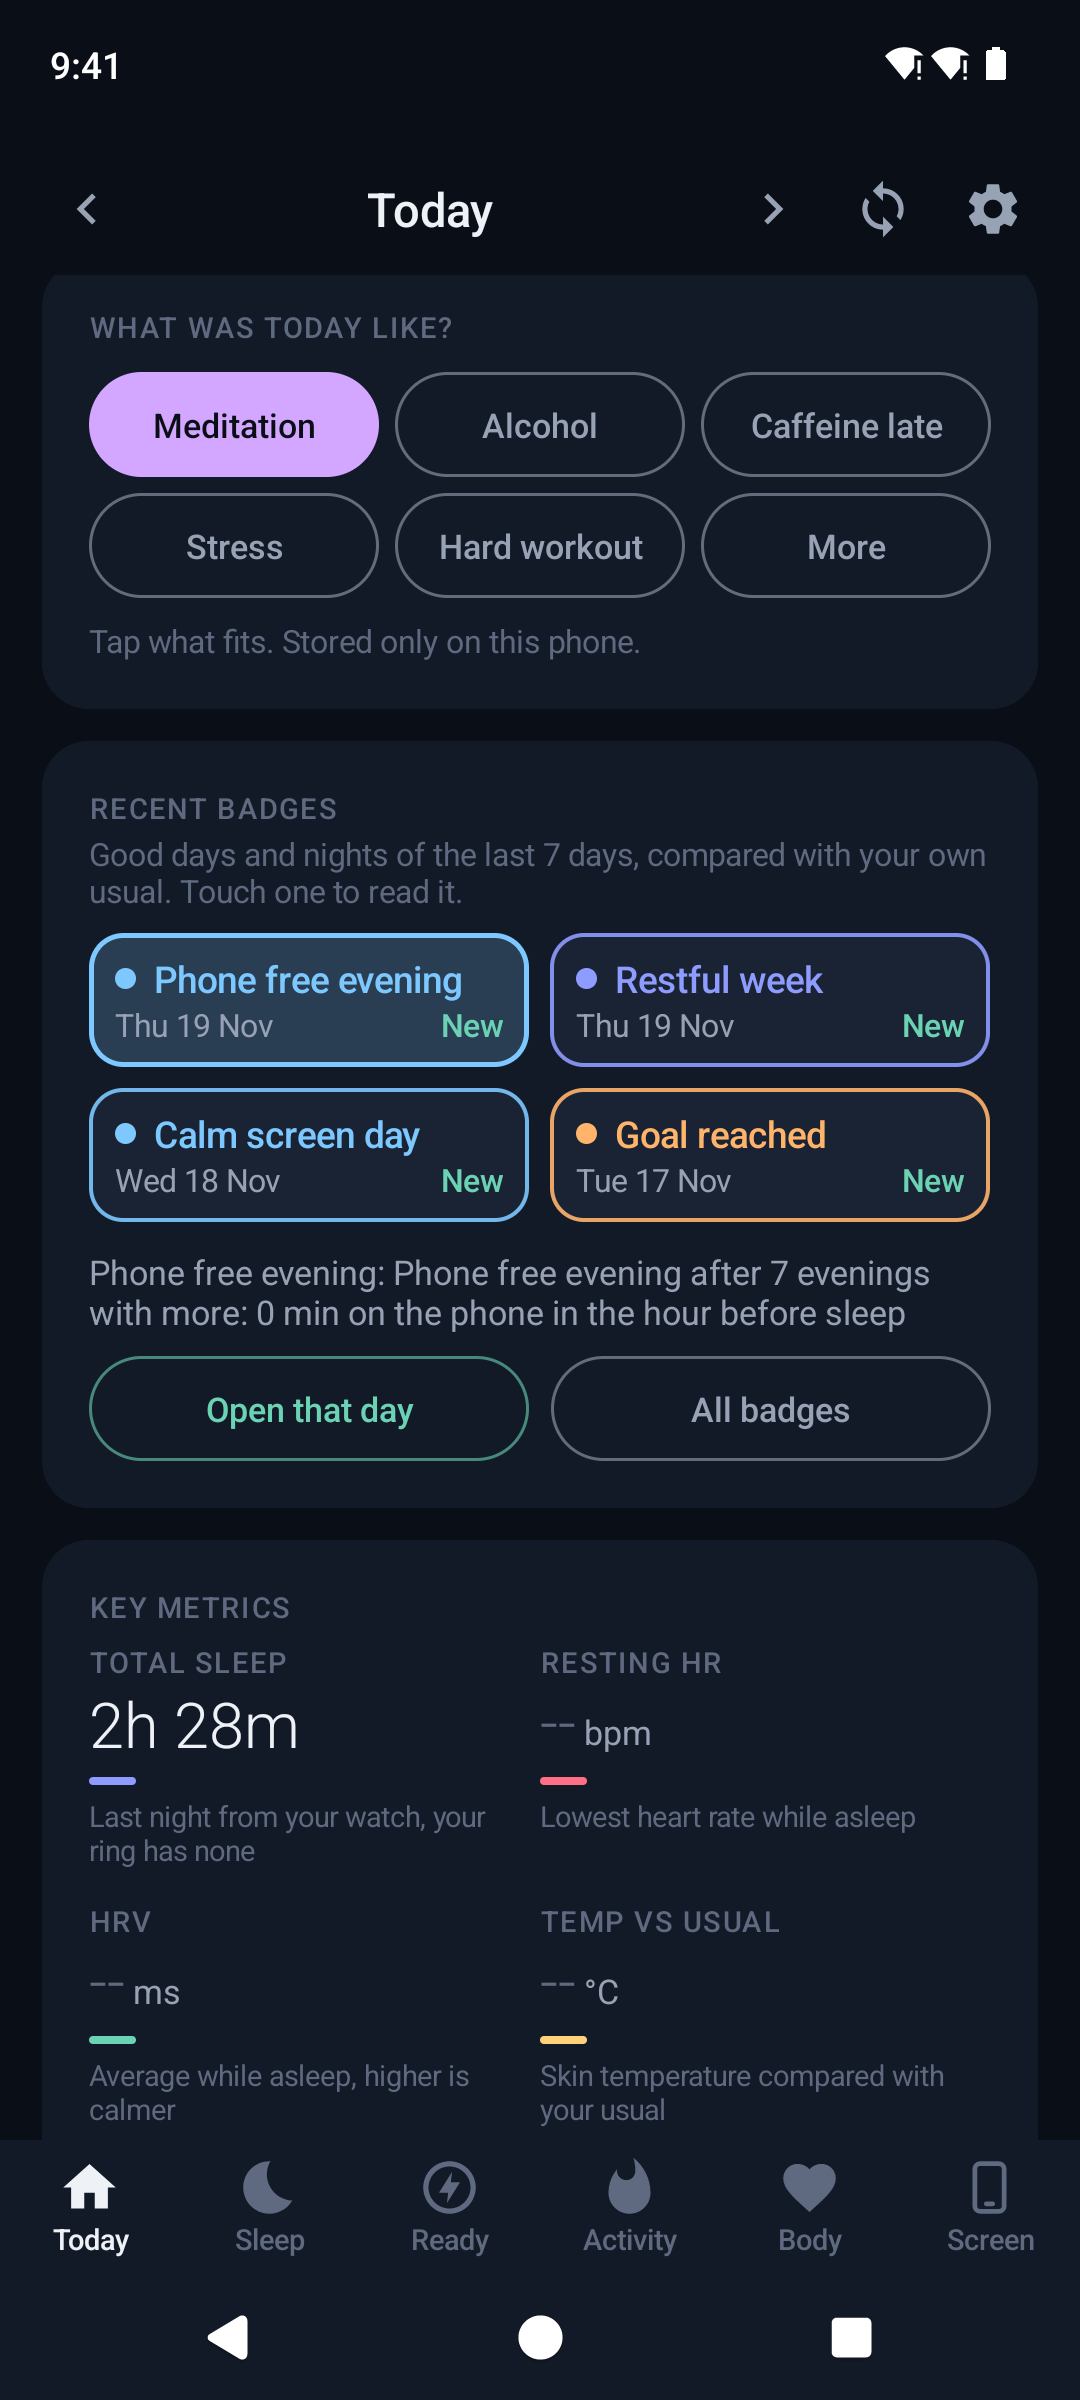 9:41
Today
WHAT WAS TODAY LIKE?
Meditation
Alcohol
Caffeine late
Stress
Hard workout
More
Tap what fits. Stored only on this phone.
RECENT BADGES
Good days and nights of the last 7 days, compared with your own
usual. Touch one to read it.
Phone free evening
Thu 19 Nov
New
Restful week
Thu 19 Nov
New
Calm screen day
Wed 18 Nov
New
Goal reached
Tue 17 Nov
New
Phone free evening: Phone free evening after 7 evenings
with more: 0 min on the phone in the hour before sleep
Open that day
All badges
KEY METRICS
TOTAL SLEEP
2h 28m
Last night from your watch, your
ring has none
RESTING HR
-- bpm
Lowest heart rate while asleep
HRV
-- ms
Average while asleep, higher is
calmer
TEMP VS USUAL
-- °C
Skin temperature compared with
your usual
Today
Sleep
Ready
Activity
Body
Screen